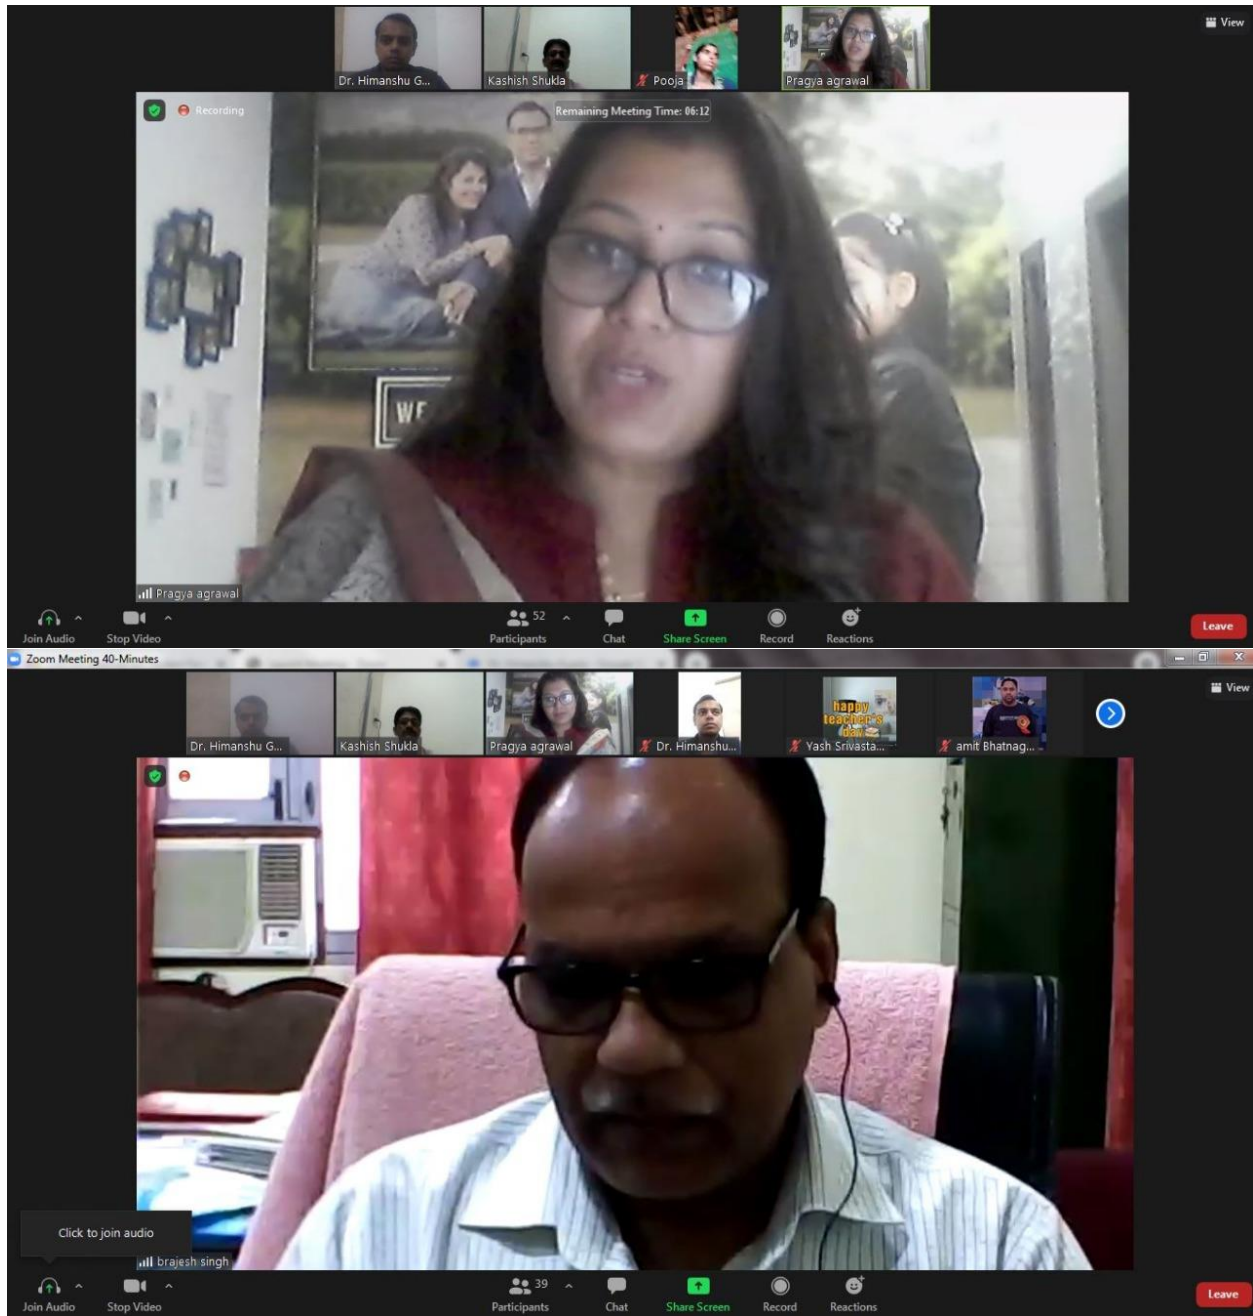 View
Dr. Himanshu G...
Kashish Shukla
Pooja
Pragya agrawal
Recording
Remaining Meeting Time: 06:12
WE
Pragya agrawal
52
Join Audio
Stop Video
Participants
Chat
Share Screen
Record
Reactions
Leave
Zoom Meeting 40-Minutes
View
happy
teacher's
day
Dr. Himanshu G...
Kashish Shukla
Pragya agrawal
Dr. Himanshu...
Yash Srivasta...
amit Bhatnag...
Click to join audio
brajesh singh
39
Join Audio
Stop Video
Participants
Chat
Share Screen
Record
Reactions
Leave